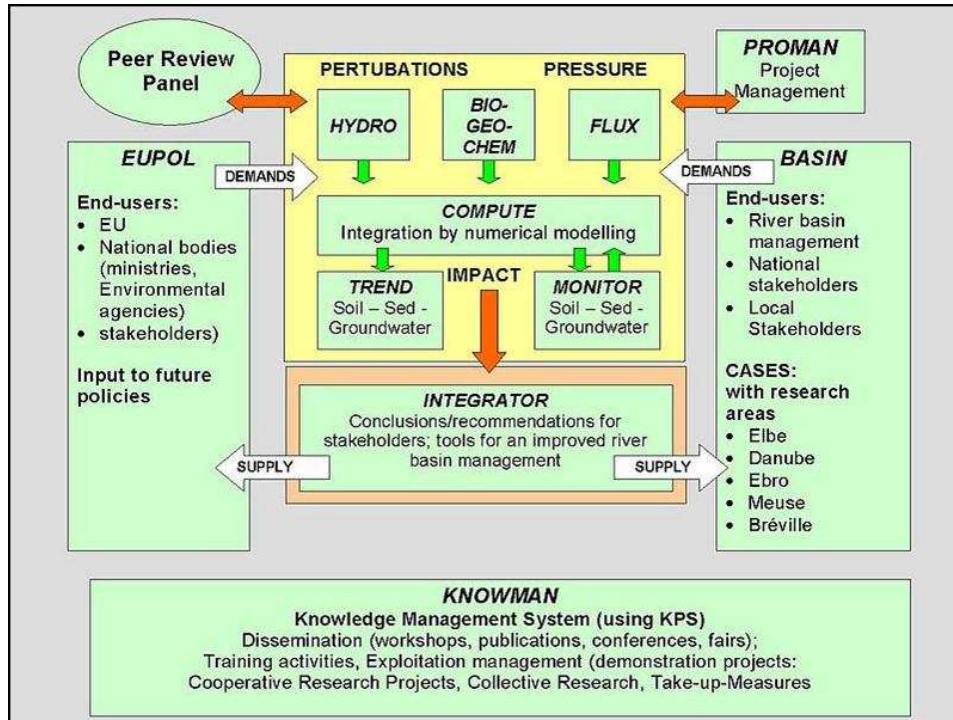 Peer Review
Panel
PERTUBATIONS
PRESSURE
PROMAN
Project
Management
HYDRO
BIO-
GEO-
CHEM
FLUX
EUPOL
End-users:
• EU
• National bodies
(ministries,
Environmental
agencies)
• stakeholders)
Input to future
policies
DEMANDS
DEMANDS
COMPUTE
Integration by numerical modelling
IMPACT
TREND
Soil – Sed -
Groundwater
MONITOR
Soil – Sed -
Groundwater
INTEGRATOR
Conclusions/recommendations for
stakeholders; tools for an improved river
basin management
SUPPLY
SUPPLY
BASIN
End-users:
• River basin
management
• National
stakeholders
• Local
Stakeholders
CASES:
with research
areas
• Elbe
• Danube
• Ebro
• Meuse
• Bréville
KNOWMAN
Knowledge Management System (using KPS)
Dissemination (workshops, publications, conferences, fairs);
Training activities, Exploitation management (demonstration projects:
Cooperative Research Projects, Collective Research, Take-up-Measures